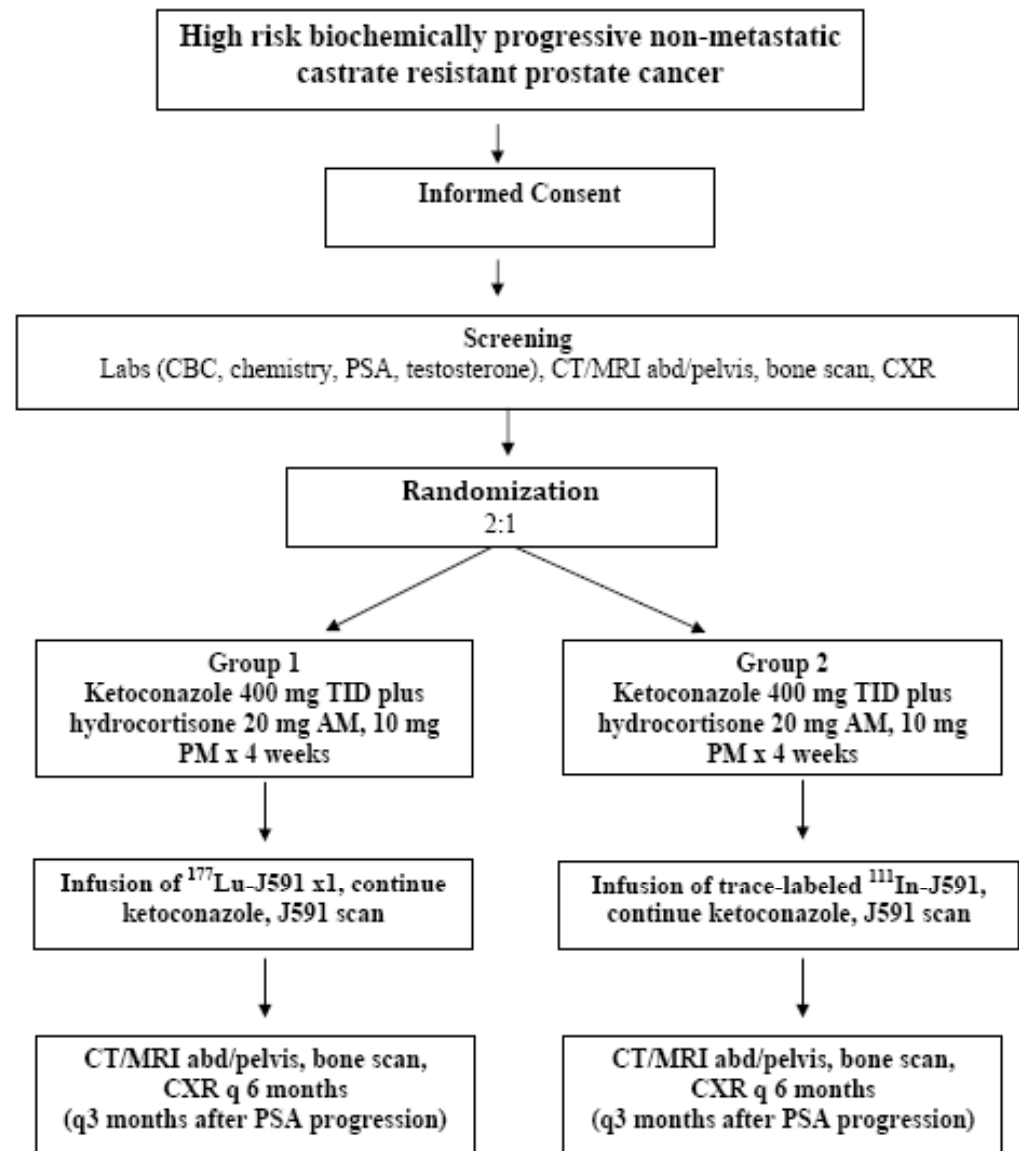 High risk biochemically progressive non-metastatic
castrate resistant prostate cancer
Informed Consent
Screening
Labs (CBC, chemistry, PSA, testosterone), CT/MRI abd/pelvis, bone scan, CXR
Randomization
2:1
Group 1
Ketoconazole 400 mg TID plus
hydrocortisone 20 mg AM, 10 mg
PM x 4 weeks
Group 2
Ketoconazole 400 mg TID plus
hydrocortisone 20 mg AM, 10 mg
PM x 4 weeks
Infusion of ¹⁷⁷Lu-J591 x1, continue
ketoconazole, J591 scan
Infusion of trace-labeled ¹¹¹In-J591,
continue ketoconazole, J591 scan
CT/MRI abd/pelvis, bone scan,
CXR q 6 months
(q3 months after PSA progression)
CT/MRI abd/pelvis, bone scan,
CXR q 6 months
(q3 months after PSA progression)